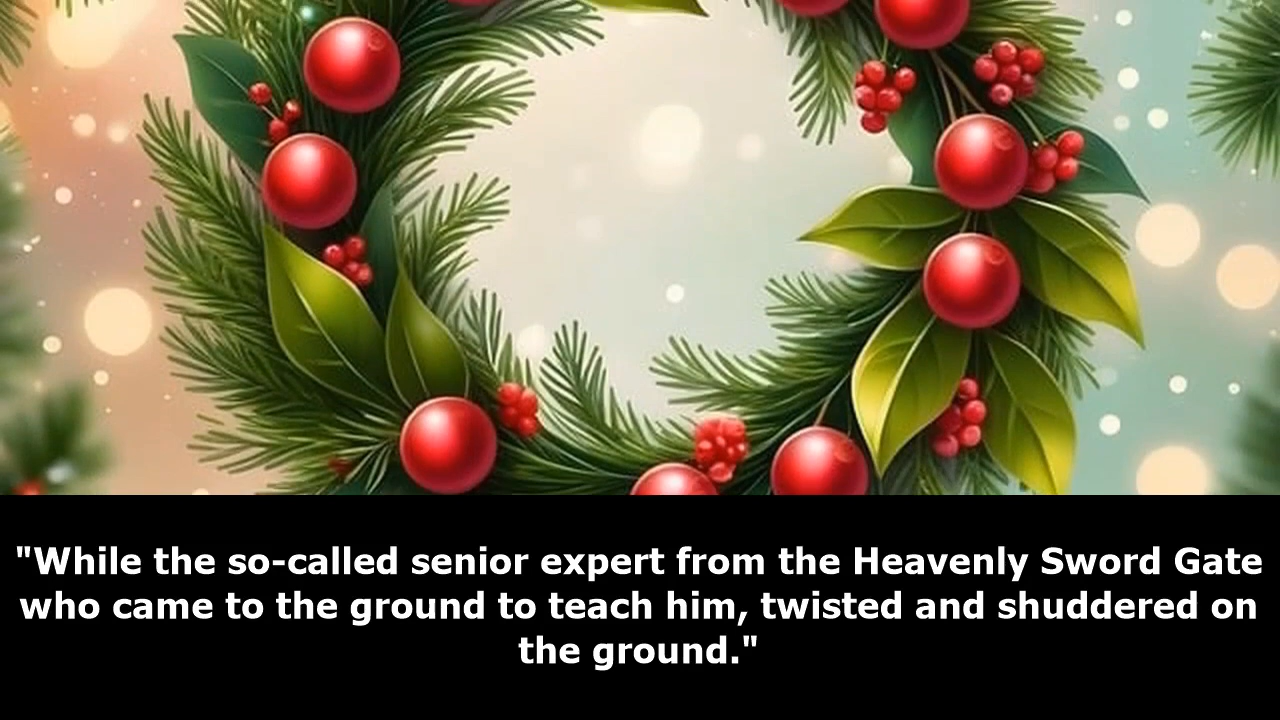 "While the so-called senior expert from the Heavenly Sword Gate
who came to the ground to teach him, twisted and shuddered on
the ground."